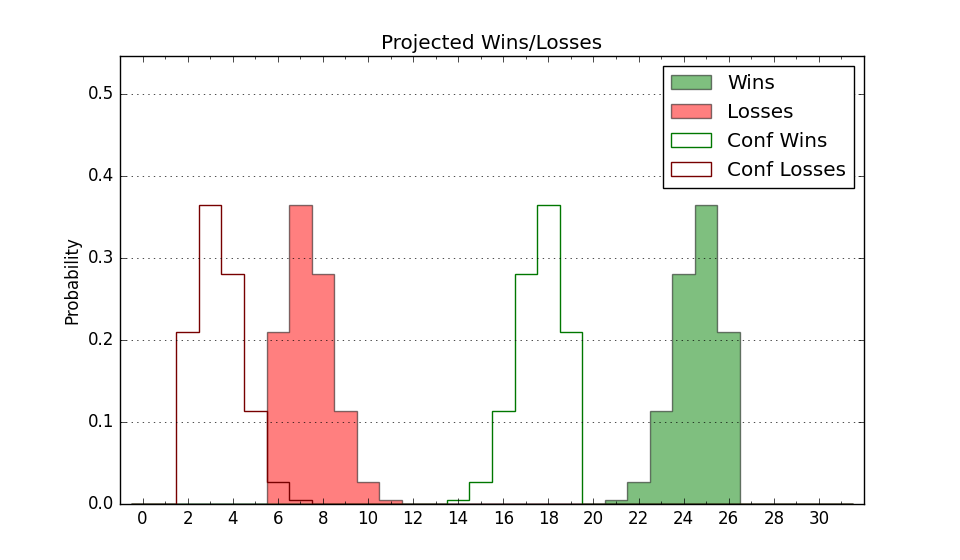 Projected Wins/Losses
Wins
Losses
Conf Wins
Conf Losses
Probability
0.5
0.4
0.3
0.2
0.1
0.0
0 2 4 6 8 10 12 14 16 18 20 22 24 26 28 30